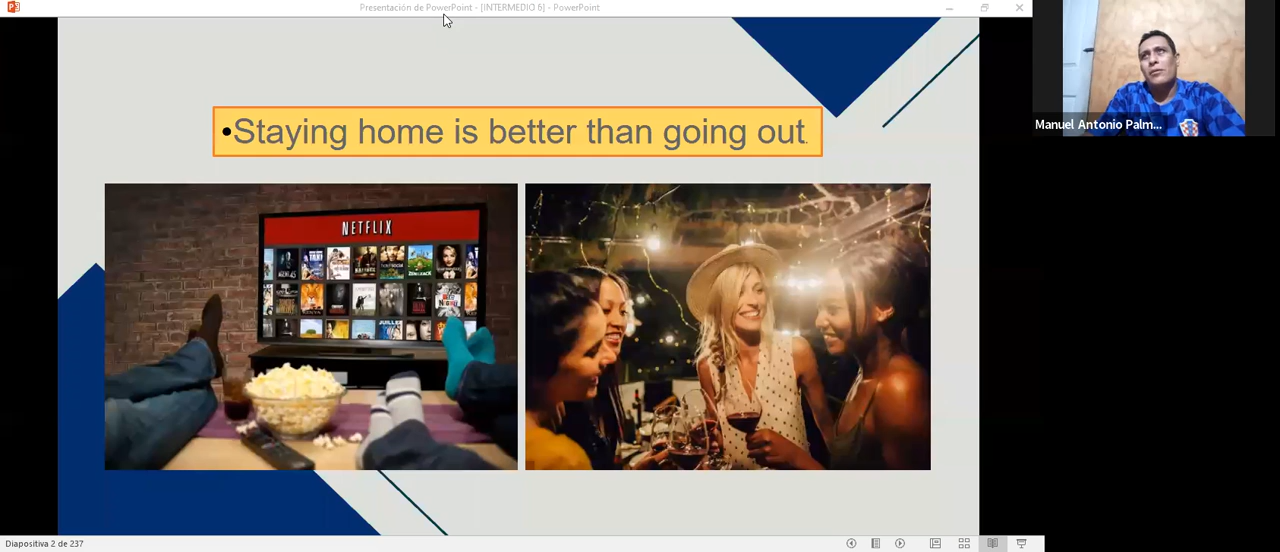 Presentación de PowerPoint - [INTERMEDIO 6] - PowerPoint
•Staying home is better than going out.
NETFLIX
Manuel Antonio Palm...
Diapositiva 2 de 237